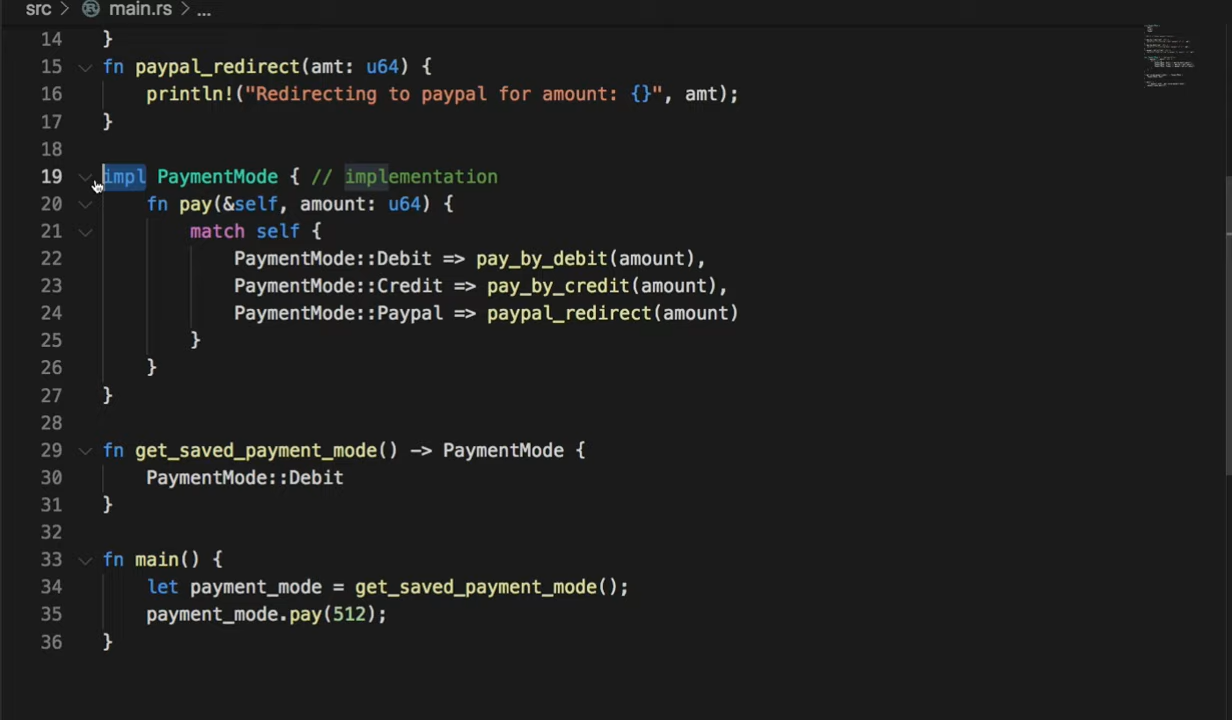 src > main.rs > ...
14 }
15 fn paypal_redirect(amt: u64) {
16     println!("Redirecting to paypal for amount: {}", amt);
17 }
18
19 impl PaymentMode { // implementation
20     fn pay(&self, amount: u64) {
21         match self {
22             PaymentMode::Debit => pay_by_debit(amount),
23             PaymentMode::Credit => pay_by_credit(amount),
24             PaymentMode::Paypal => paypal_redirect(amount)
25         }
26     }
27 }
28
29 fn get_saved_payment_mode() -> PaymentMode {
30     PaymentMode::Debit
31 }
32
33 fn main() {
34     let payment_mode = get_saved_payment_mode();
35     payment_mode.pay(512);
36 }